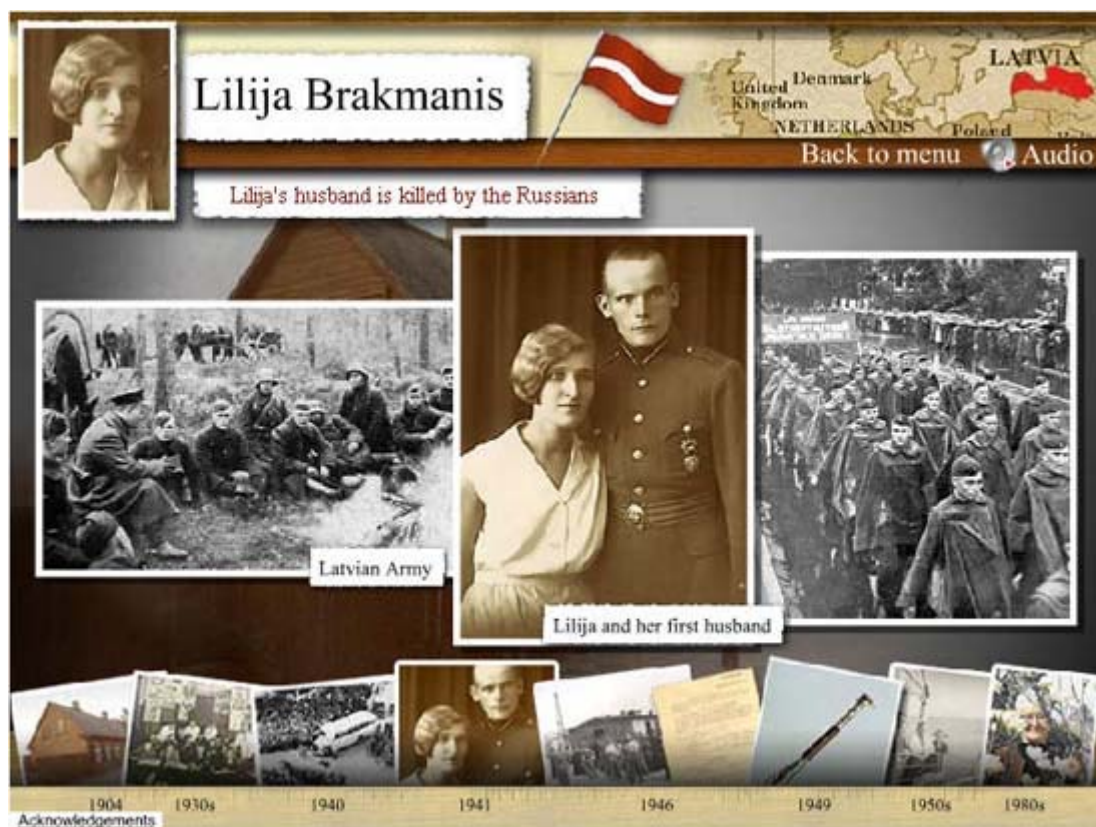 Lilija Brakmanis
LATVIA
Denmark
United
Kingdom
NETHERLANDS
Poland
Back to menu
Audio
Lilija's husband is killed by the Russians
Latvian Army
Lilija and her first husband
1904
1930s
1940
1941
1946
1949
1950s
1980s
Acknowledgements